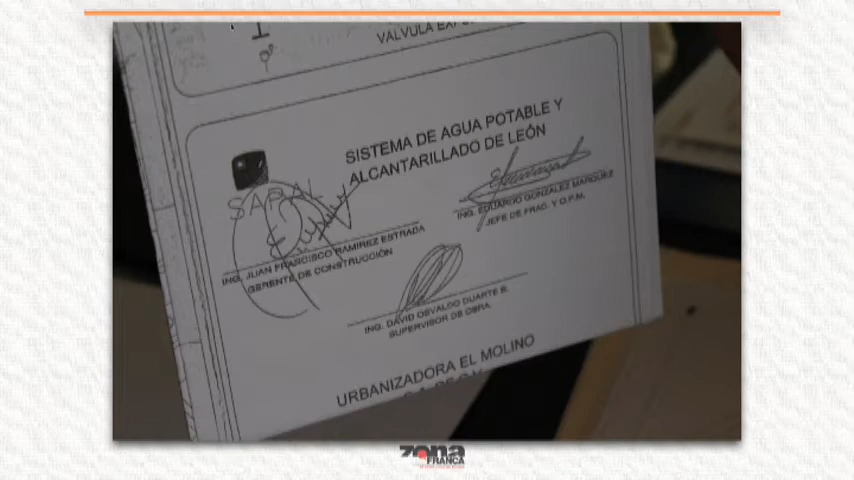 VALVULA
SISTEMA DE AGUA POTABLE Y
ALCANTARILLADO DE LEÓN
SAPAL
ING. JUAN FRANCISCO RAMIREZ ESTRADA
GERENTE DE CONSTRUCCIÓN
ING. EDUARDO GONZALEZ MARQUEZ
JEFE DE FRAC. Y O.P.M.
ING. DAVID OSVALDO DUARTE B.
SUPERVISOR DE OBRA
URBANIZADORA EL MOLINO
ZONA
FRANCA